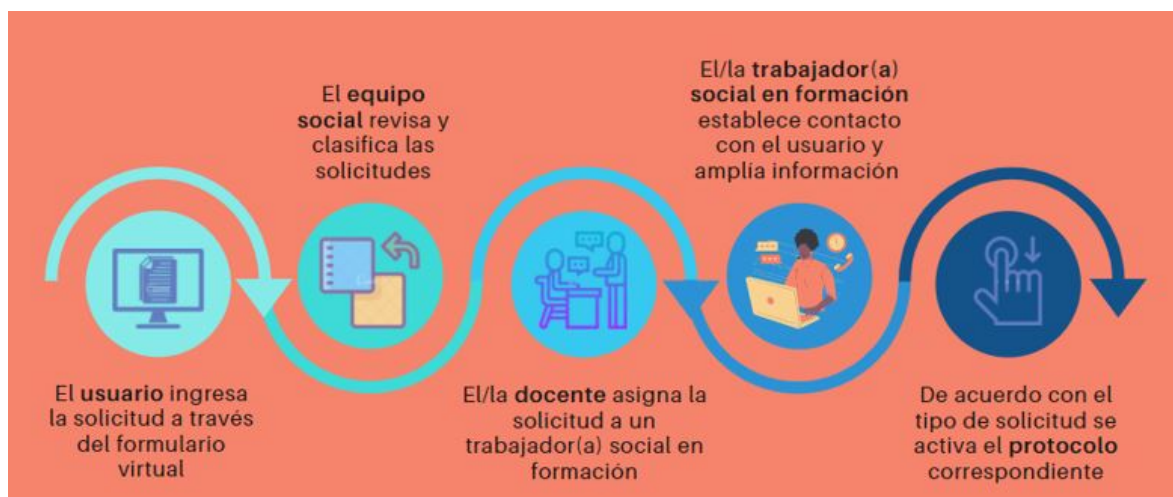 El usuario ingresa
la solicitud a través
del formulario
virtual
El equipo
social revisa y
clasifica las
solicitudes
El/la docente asigna la
solicitud a un
trabajador(a) social en
formación
El/la trabajador(a)
social en formación
establece contacto
con el usuario y
amplía información
De acuerdo con el
tipo de solicitud se
activa el protocolo
correspondiente